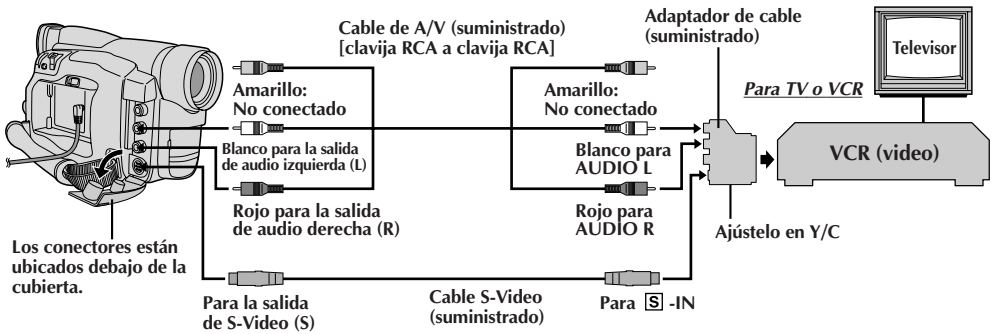 Cable de A/V (suministrado)
[clavija RCA a clavija RCA]
Adaptador de cable
(suministrado)
Televisor
Amarillo:
No conectado
Amarillo:
No conectado
Para TV o VCR
Blanco para la salida
de audio izquierda (L)
Blanco para
AUDIO L
VCR (video)
Rojo para la salida
de audio derecha (R)
Rojo para
AUDIO R
Ajústelo en Y/C
Los conectores están
ubicados debajo de la
cubierta.
Para la salida
de S-Video (S)
Cable S-Video
(suministrado)
Para S -IN